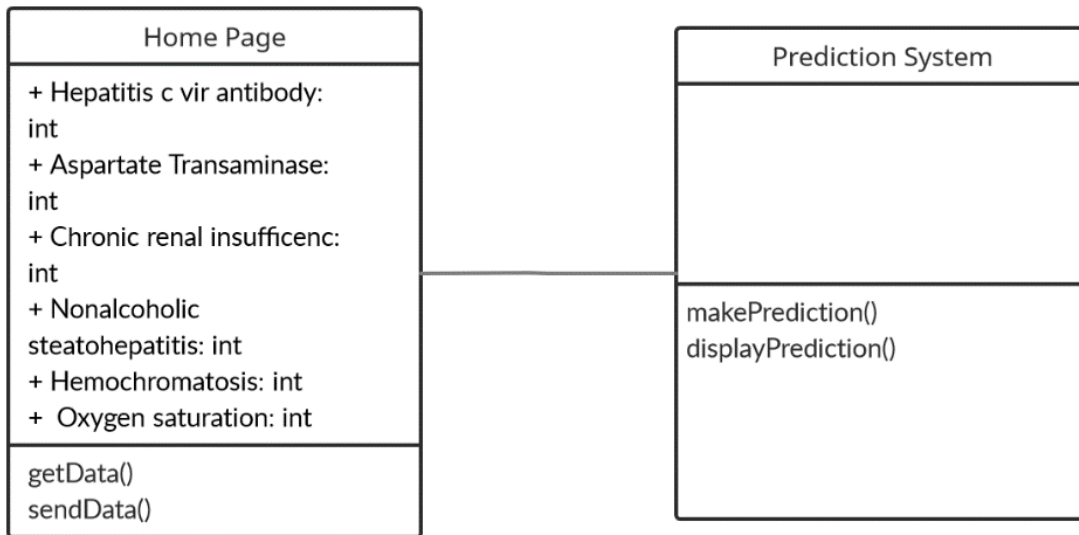 Home Page
+ Hepatitis c vir antibody:
int
+ Aspartate Transaminase:
int
+ Chronic renal insufficenc:
int
+ Nonalcoholic
steatohepatitis: int
+ Hemochromatosis: int
+ Oxygen saturation: int
getData()
sendData()
Prediction System
makePrediction()
displayPrediction()